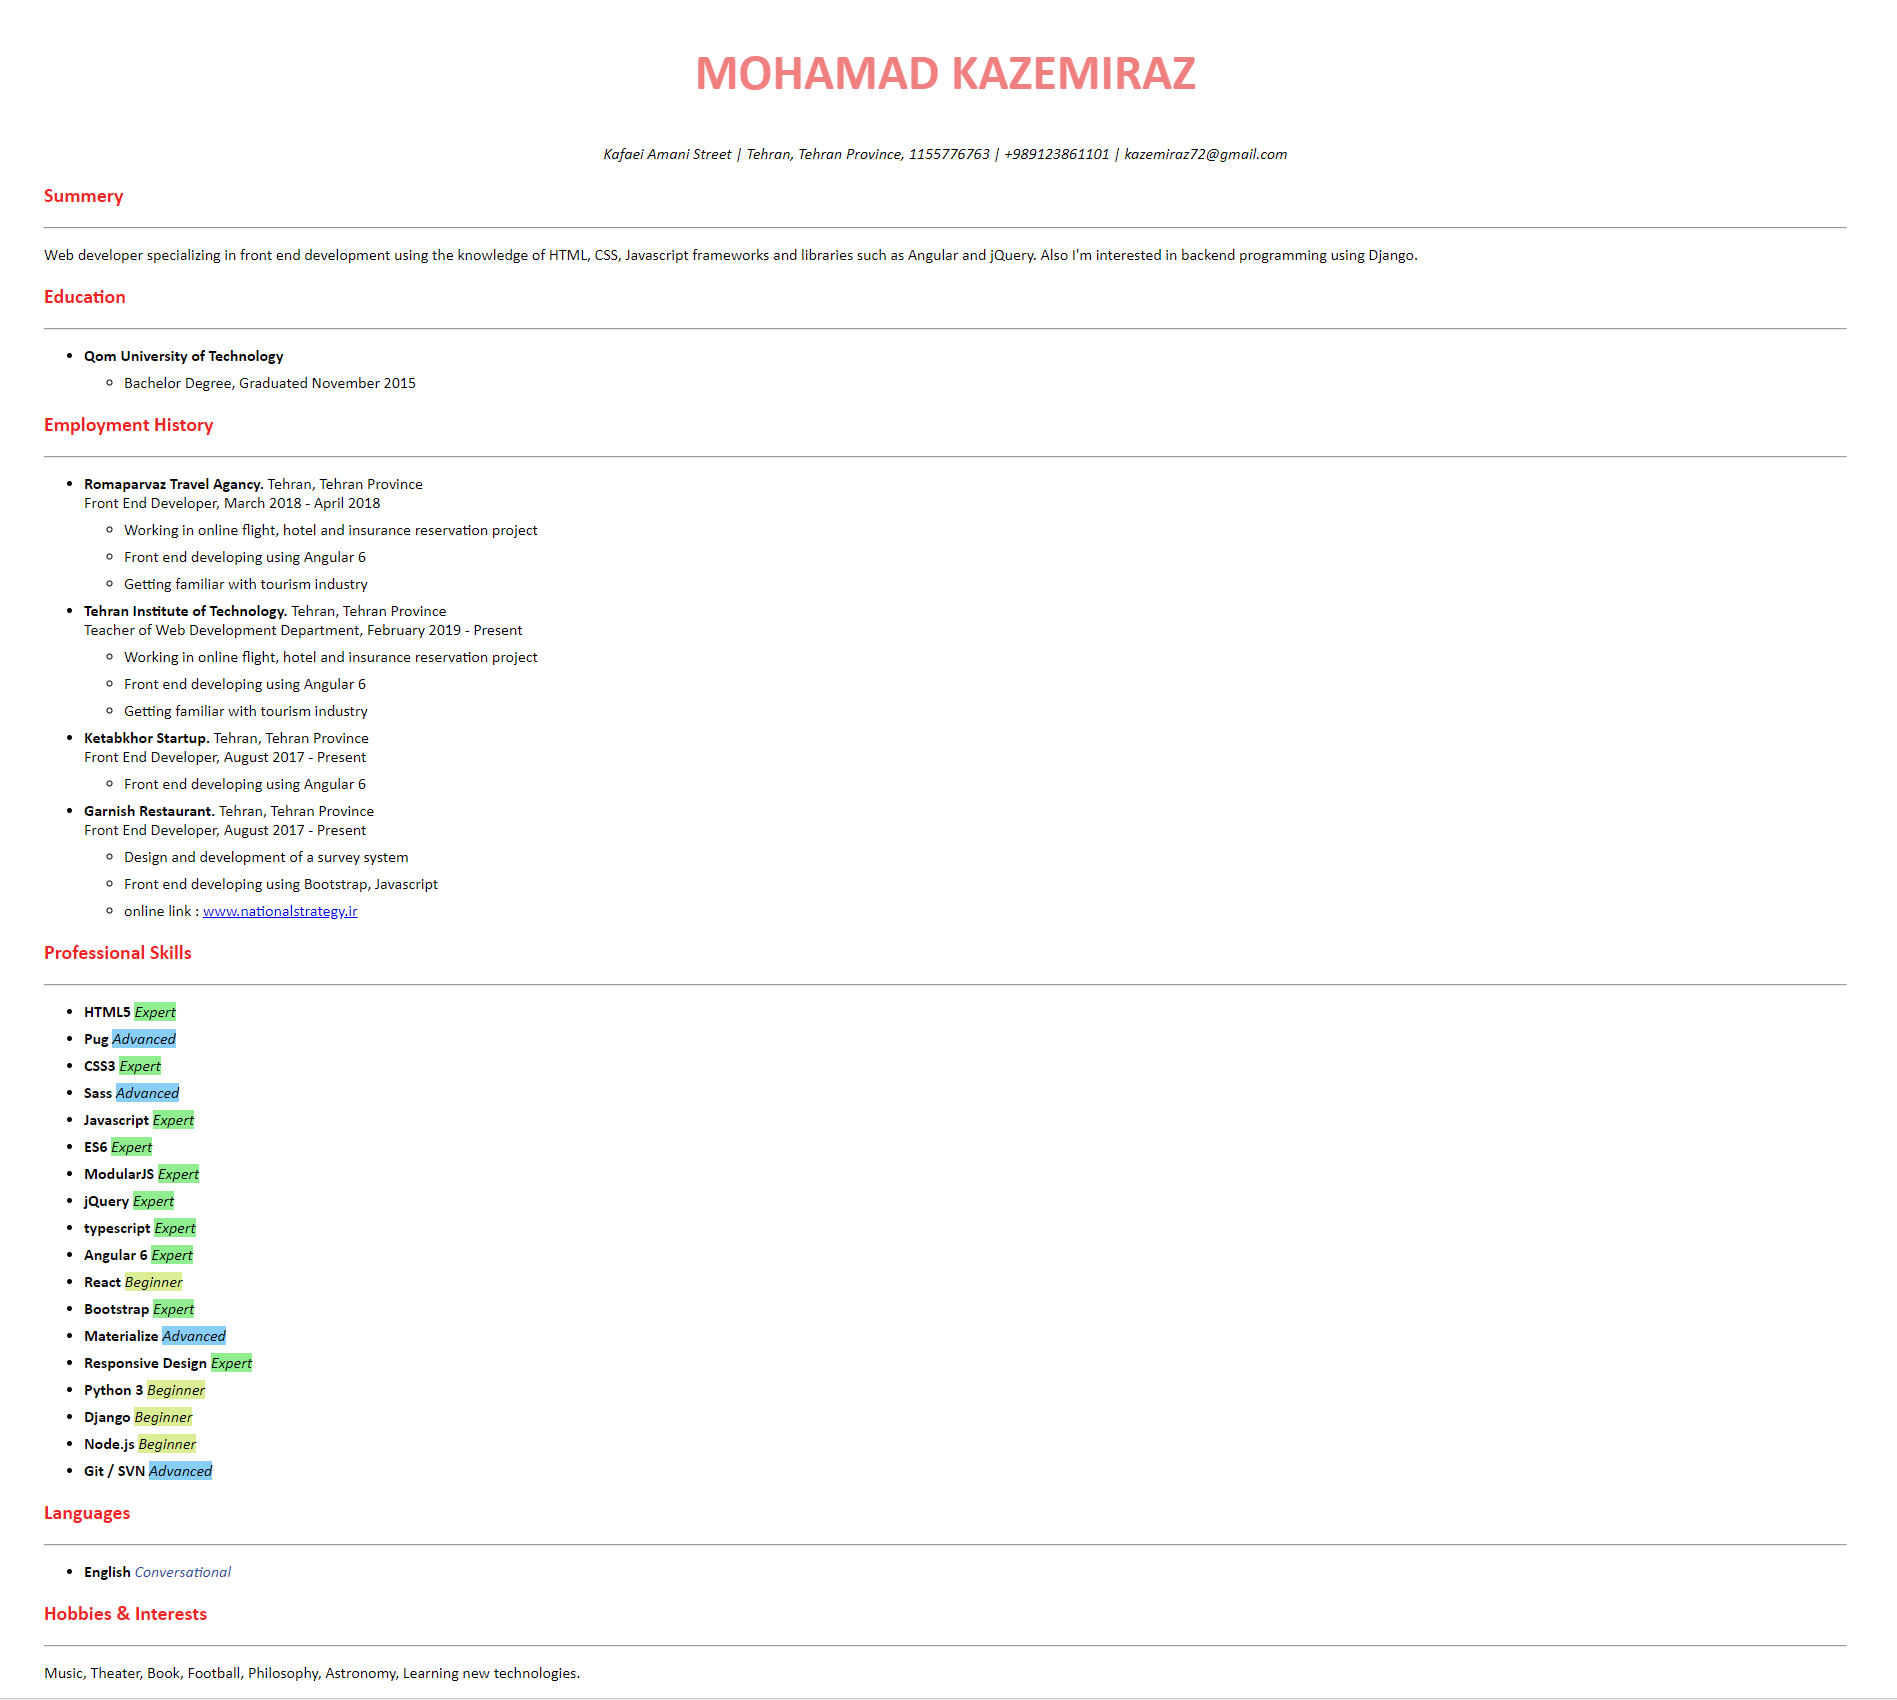 MOHAMAD KAZEMIRAZ
Kafaei Amani Street | Tehran, Tehran Province, 1155776763 | +989123861101 | kazemiraz72@gmail.com
Summery
Web developer specializing in front end development using the knowledge of HTML, CSS, Javascript frameworks and libraries such as Angular and jQuery. Also I'm interested in backend programming using Django.
Education
Qom University of Technology
Bachelor Degree, Graduated November 2015
Employment History
Romaparvaz Travel Agancy. Tehran, Tehran Province
Front End Developer, March 2018 - April 2018
Working in online flight, hotel and insurance reservation project
Front end developing using Angular 6
Getting familiar with tourism industry
Tehran Institute of Technology. Tehran, Tehran Province
Teacher of Web Development Department, February 2019 - Present
Working in online flight, hotel and insurance reservation project
Front end developing using Angular 6
Getting familiar with tourism industry
Ketabkhor Startup. Tehran, Tehran Province
Front End Developer, August 2017 - Present
Front end developing using Angular 6
Garnish Restaurant. Tehran, Tehran Province
Front End Developer, August 2017 - Present
Design and development of a survey system
Front end developing using Bootstrap, Javascript
online link : www.nationalstrategy.ir
Professional Skills
HTML5 Expert
Pug Advanced
CSS3 Expert
Sass Advanced
Javascript Expert
ES6 Expert
ModularJS Expert
jQuery Expert
typescript Expert
Angular 6 Expert
React Beginner
Bootstrap Expert
Materialize Advanced
Responsive Design Expert
Python 3 Beginner
Django Beginner
Node.js Beginner
Git / SVN Advanced
Languages
English Conversational
Hobbies & Interests
Music, Theater, Book, Football, Philosophy, Astronomy, Learning new technologies.